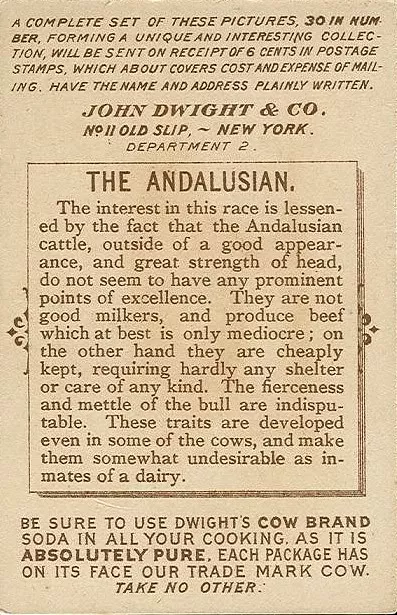 A COMPLETE SET OF THESE PICTURES, 30 IN NUM-
BER, FORMING A UNIQUE AND INTERESTING COLLEC-
TION, WILL BE SENT ON RECEIPT OF 6 CENTS IN POSTAGE
STAMPS, WHICH ABOUT COVERS COST AND EXPENSE OF MAIL-
ING. HAVE THE NAME AND ADDRESS PLAINLY WRITTEN.
JOHN DWIGHT & CO.
No 11 OLD SLIP, ~ NEW YORK.
DEPARTMENT 2.
THE ANDALUSIAN.
The interest in this race is lessen-
ed by the fact that the Andalusian
cattle, outside of a good appear-
ance, and great strength of head,
do not seem to have any prominent
points of excellence. They are not
good milkers, and produce beef
which at best is only mediocre; on
the other hand they are cheaply
kept, requiring hardly any shelter
or care of any kind. The fierceness
and mettle of the bull are indispu-
table. These traits are developed
even in some of the cows, and make
them somewhat undesirable as in-
mates of a dairy.
BE SURE TO USE DWIGHT'S COW BRAND
SODA IN ALL YOUR COOKING. AS IT IS
ABSOLUTELY PURE. EACH PACKAGE HAS
ON ITS FACE OUR TRADE MARK COW.
TAKE NO OTHER.